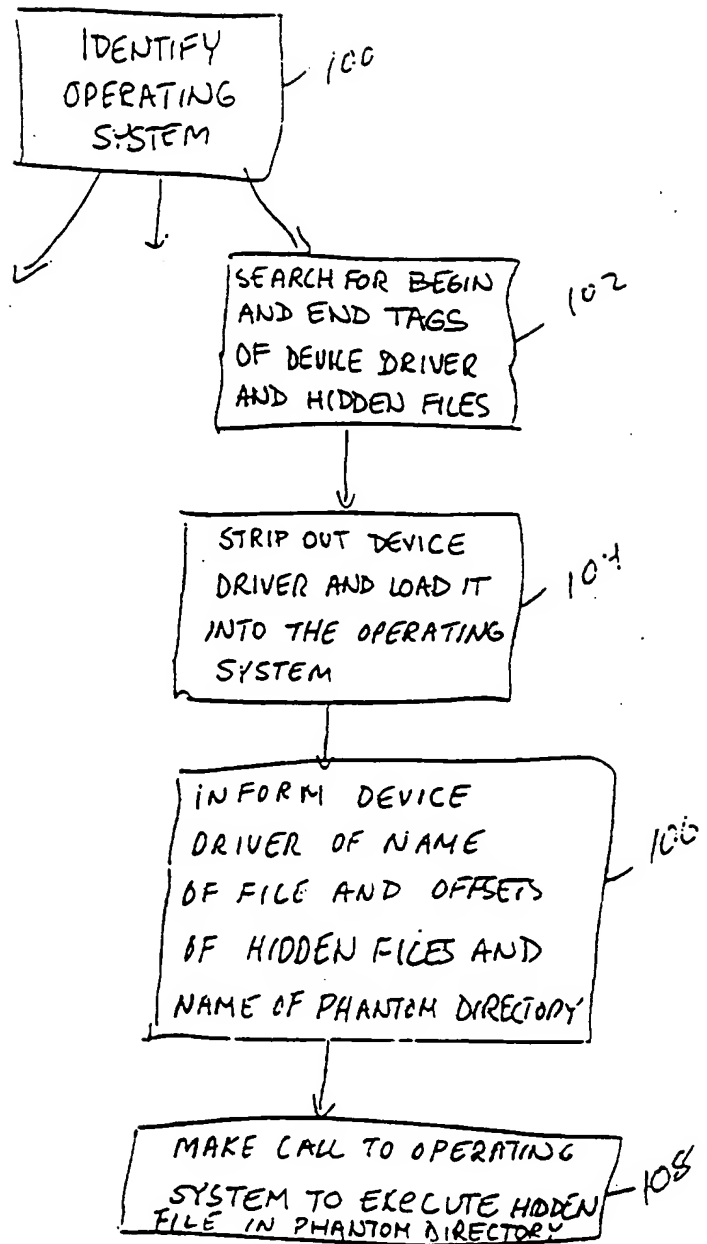 IDENTIFY
OPERATING
SYSTEM
100
SEARCH FOR BEGIN
AND END TAGS
OF DEVICE DRIVER
AND HIDDEN FILES
102
STRIP OUT DEVICE
DRIVER AND LOAD IT
INTO THE OPERATING
SYSTEM
104
INFORM DEVICE
DRIVER OF NAME
OF FILE AND OFFSETS
OF HIDDEN FILES AND
NAME OF PHANTOM DIRECTORY
106
MAKE CALL TO OPERATING
SYSTEM TO EXECUTE HIDDEN
FILE IN PHANTOM DIRECTORY
108